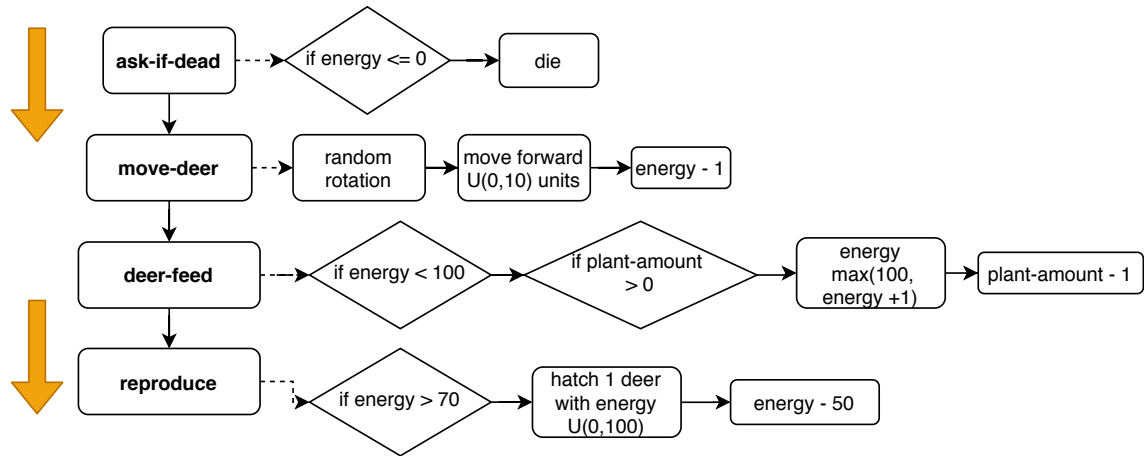 ask-if-dead
if energy <= 0
die
move-deer
random
rotation
move forward
U(0,10) units
energy - 1
deer-feed
if energy < 100
if plant-amount
> 0
energy
max(100,
energy +1)
plant-amount - 1
reproduce
if energy > 70
hatch 1 deer
with energy
U(0,100)
energy - 50